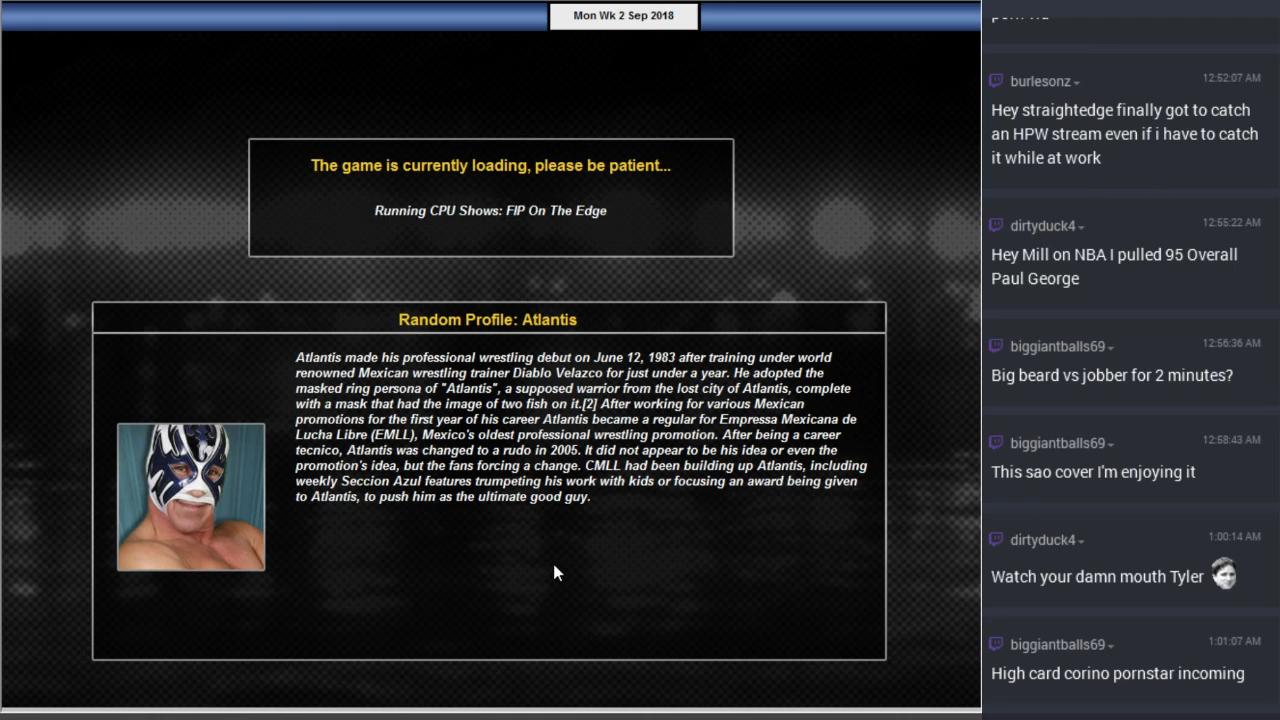 Mon Wk 2 Sep 2018
The game is currently loading, please be patient...
Running CPU Shows: FIP On The Edge
Random Profile: Atlantis
Atlantis made his professional wrestling debut on June 12, 1983 after training under world
renowned Mexican wrestling trainer Diablo Velazco for just under a year. He adopted the
masked ring persona of "Atlantis", a supposed warrior from the lost city of Atlantis, complete
with a mask that had the image of two fish on it.[2] After working for various Mexican
promotions for the first year of his career Atlantis became a regular for Empresa Mexicana de
Lucha Libre (EMLL), Mexico's oldest professional wrestling promotion. After being a career
tecnico, Atlantis was changed to a rudo in 2005. It did not appear to be his idea or even the
promotion's idea, but the fans forcing a change. CMLL had been building up Atlantis, including
weekly Seccion Azul features trumpeting his work with kids or focusing an award being given
to Atlantis, to push him as the ultimate good guy.
burlesonz 12:52:07 AM
Hey straightedge finally got to catch
an HPW stream even if i have to catch
it while at work
dirtyduck4 12:55:22 AM
Hey Mill on NBA I pulled 95 Overall
Paul George
biggiantballs69 12:56:36 AM
Big beard vs jobber for 2 minutes?
biggiantballs69 12:58:43 AM
This sao cover I'm enjoying it
dirtyduck4 1:00:14 AM
Watch your damn mouth Tyler
biggiantballs69 1:01:07 AM
High card corino pornstar incoming